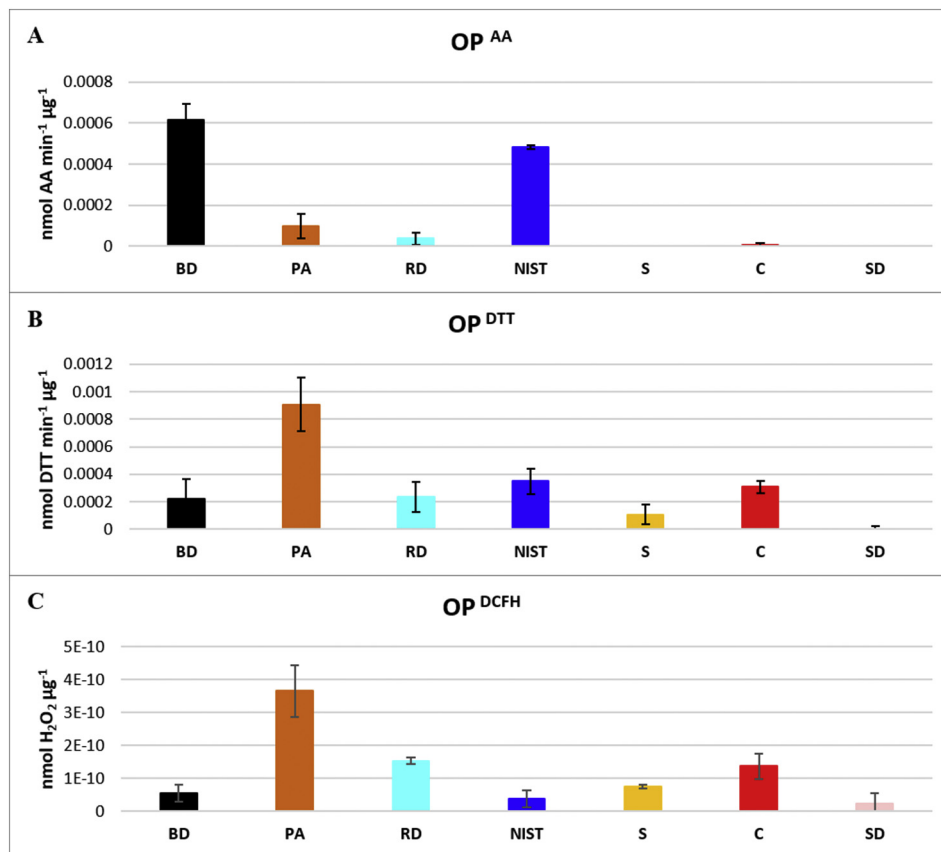 A
OP AA
nmol AA min⁻¹ µg⁻¹
0.0008
0.0006
0.0004
0.0002
0
BD PA RD NIST S C SD
B
OP DTT
nmol DTT min⁻¹ µg⁻¹
0.0012
0.001
0.0008
0.0006
0.0004
0.0002
0
BD PA RD NIST S C SD
C
OP DCFH
nmol H₂O₂ µg⁻¹
5E-10
4E-10
3E-10
2E-10
1E-10
0
BD PA RD NIST S C SD